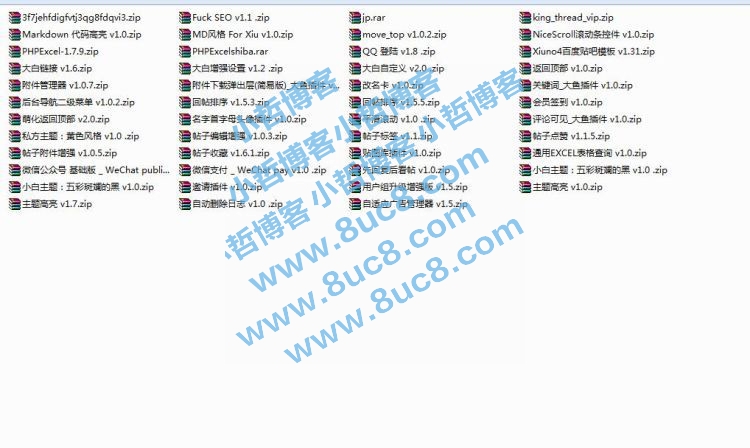 3f7jehfdigfvtj3qg8fdqvi3.zip
Fuck SEO v1.1 .zip
jp.rar
king_thread_vip.zip
Markdown 代码高亮 v1.0.zip
MD风格 For Xiu v1.0.zip
move_top v1.0.2.zip
NiceScroll滚动条控件 v1.0.zip
PHPExcel-1.7.9.zip
PHPExcelshiba.rar
QQ 登陆 v1.8 .zip
Xiuno4百度贴吧模板 v1.31.zip
大白链接 v1.6.zip
大白增强设置 v1.2 .zip
大白自定义 v2.0 .zip
返回顶部 v1.0.zip
附件管理器 v1.0.7.zip
附件下载弹出层(简易版)_大鱼插件 v...
改名卡 v1.0.zip
关键词_大鱼插件 v1.0.zip
后台导航二级菜单 v1.0.2.zip
回帖排序 v1.5.3.zip
回帖排序 v1.5.5.zip
会员签到 v1.0.zip
萌化返回顶部 v2.0.zip
名字首字母头像插件 v1.0.zip
滚动 v1.0 .zip
评论可见_大鱼插件 v1.0.zip
私方主题：黄色风格 v1.0 .zip
帖子编辑增强 v1.0.3.zip
帖子标签 v1.1.zip
帖子点赞 v1.1.5.zip
帖子附件增强 v1.0.5.zip
帖子收藏 v1.6.1.zip
贴图库插件 v1.0.zip
通用EXCEL表格查询 v1.0.zip
微信公众号 基础版 _ WeChat publi...
微信支付 _ WeChat pay v1.0 .zip
先回复后看帖 v1.0.zip
小白主题：五彩斑斓的黑 v1.0 .zip
小白主题：五彩斑斓的黑 v1.0.zip
邀请插件 v1.0.zip
用户组升级增强版 v1.5.zip
主题高亮 v1.0.zip
主题高亮 v1.7.zip
自动删除日志 v1.0 .zip
自适应广告管理器 v1.5.zip
小哲博客 小哲博客
小哲博客 小哲博客
www.8uc8.com
www.8uc8.com